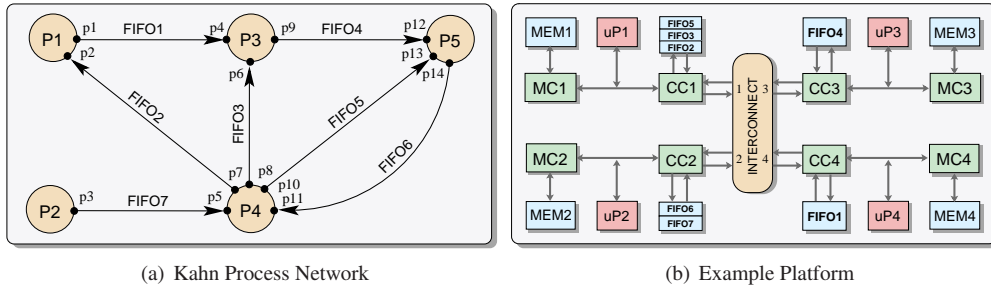 P1
p1
FIFO1
p4
P3
p9
FIFO4
p12
P5
p2
p6
p13
p14
FIFO2
FIFO3
FIFO5
FIFO6
P2
p3
FIFO7
p5
p7
p8
p10
p11
P4
(a) Kahn Process Network
MEM1
uP1
FIFO5
FIFO3
FIFO2
FIFO4
uP3
MEM3
MC1
CC1
1
3
CC3
MC3
INTERCONNECT
MC2
CC2
2
4
CC4
MC4
MEM2
uP2
FIFO6
FIFO7
FIFO1
uP4
MEM4
(b) Example Platform